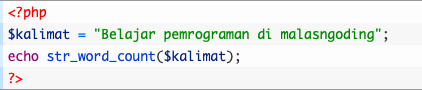 <?php
$kalimat = "Belajar pemrograman di malasngoding";
echo str_word_count($kalimat);
?>